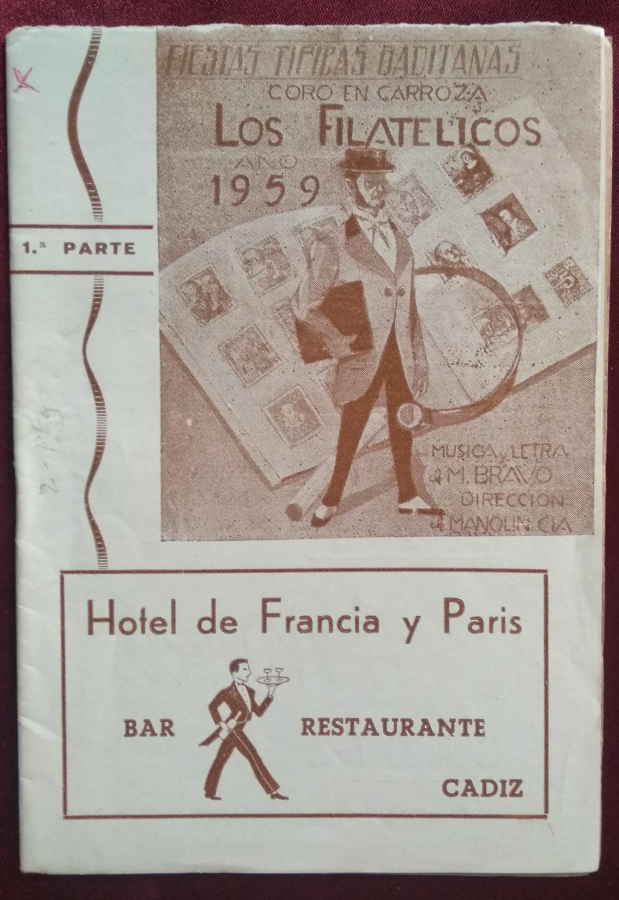 FIESTAS TIPICAS GADITANAS
CORO EN CARROZA
LOS FILATELICOS
AÑO
1959
1.ª PARTE
MUSICA y LETRA
de M. BRAVO
DIRECCION
de MANOLIN CIA
Hotel de Francia y Paris
BAR RESTAURANTE
CADIZ